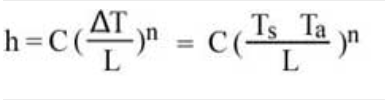 h = C ( ΔT / L )ⁿ = C ( Tₛ Tₐ / L )ⁿ